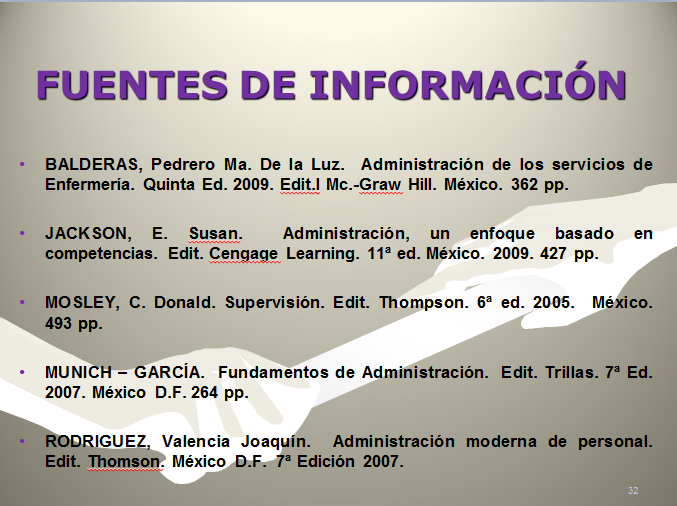 FUENTES DE INFORMACIÓN
• BALDERAS, Pedrero Ma. De la Luz. Administración de los servicios de
Enfermería. Quinta Ed. 2009. Edit.l Mc.-Graw Hill. México. 362 pp.
• JACKSON, E. Susan. Administración, un enfoque basado en
competencias. Edit. Cengage Learning. 11ª ed. México. 2009. 427 pp.
• MOSLEY, C. Donald. Supervisión. Edit. Thompson. 6ª ed. 2005. México.
493 pp.
• MUNICH – GARCÍA. Fundamentos de Administración. Edit. Trillas. 7ª Ed.
2007. México D.F. 264 pp.
• RODRIGUEZ, Valencia Joaquín. Administración moderna de personal.
Edit. Thomson. México D.F. 7ª Edición 2007.
32